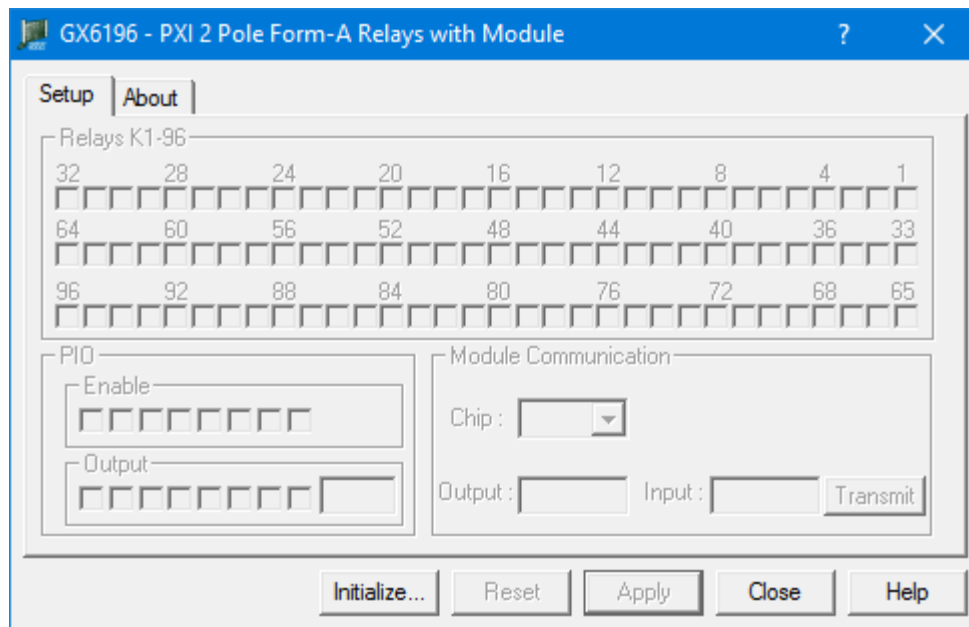 GX6196 - PXI 2 Pole Form-A Relays with Module ?
Setup About
Relays K1-96
32 28 24 20 16 12 8 4 1
64 60 56 52 48 44 40 36 33
96 92 88 84 80 76 72 68 65
PIO
Enable
Output
Module Communication
Chip :
Output : Input : Transmit
Initialize... Reset Apply Close Help